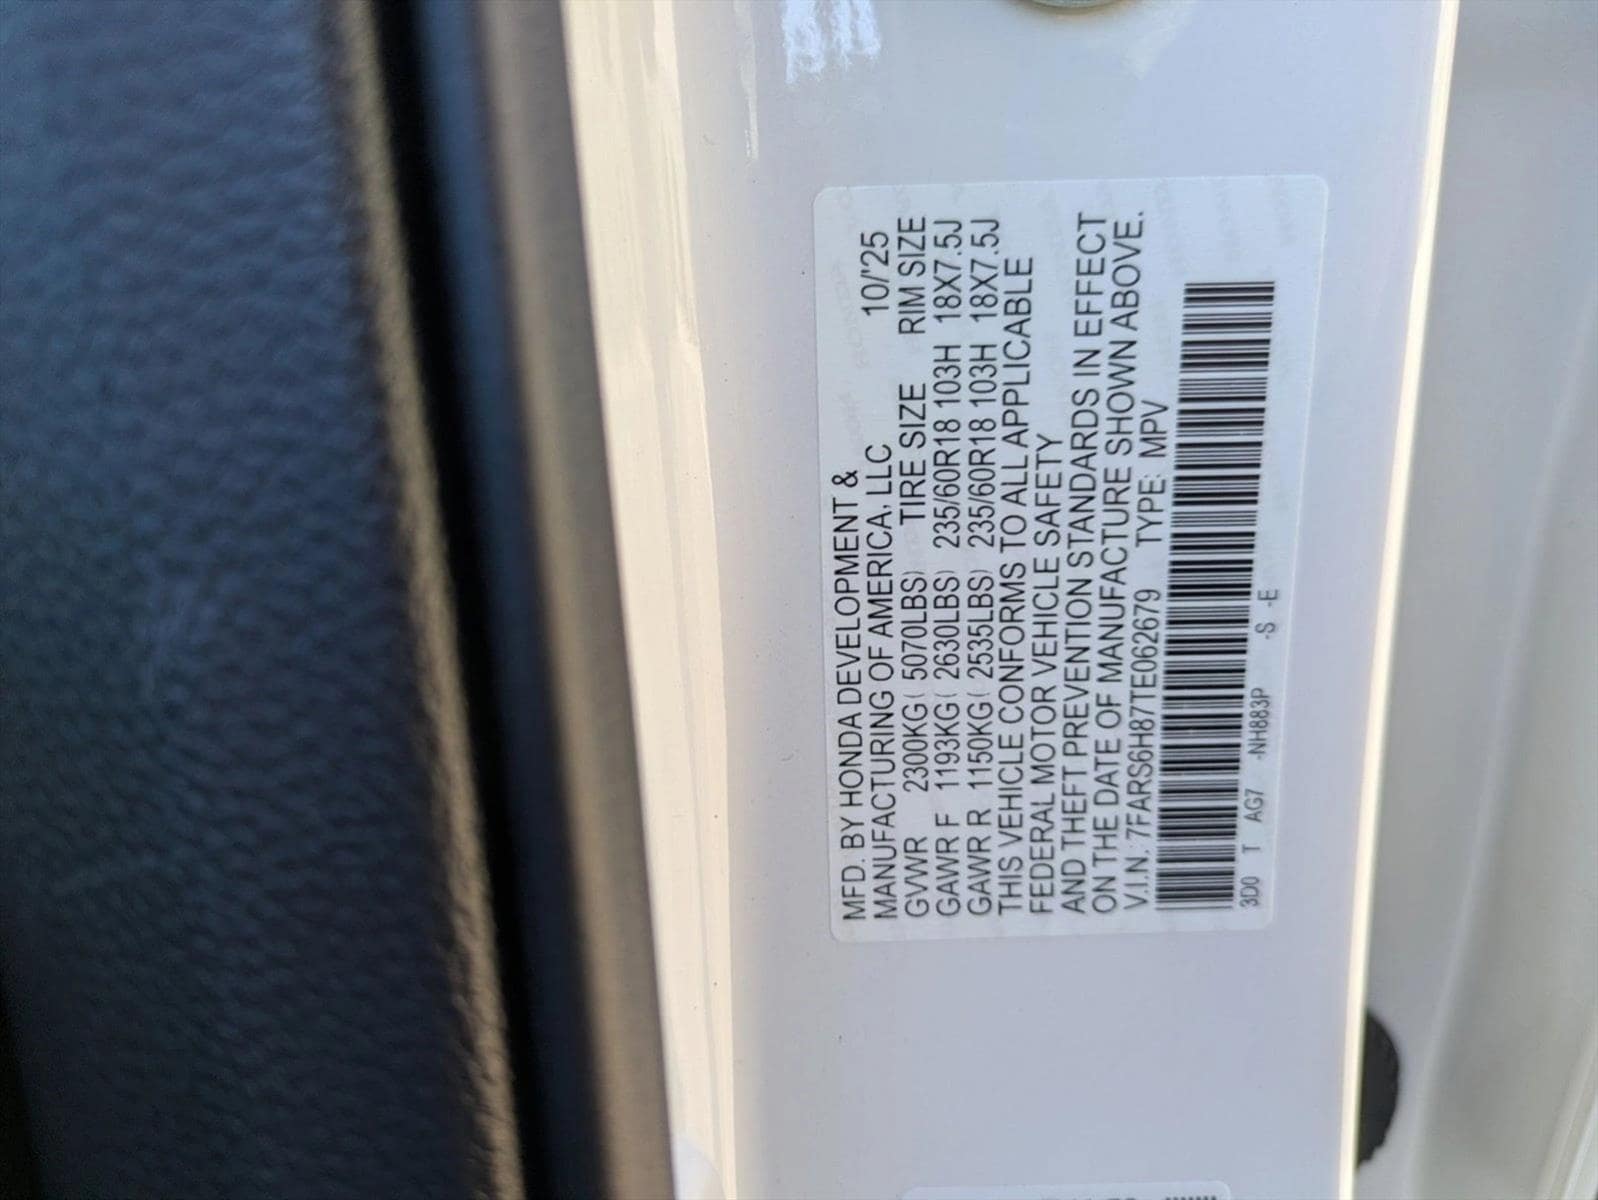 MFD. BY HONDA DEVELOPMENT &
MANUFACTURING OF AMERICA, LLC 10/'25
GVWR 2300KG( 5070LBS) TIRE SIZE RIM SIZE
GAWR F 1193KG( 2630LBS) 235/60R18 103H 18X7.5J
GAWR R 1150KG( 2535LBS) 235/60R18 103H 18X7.5J
THIS VEHICLE CONFORMS TO ALL APPLICABLE
FEDERAL MOTOR VEHICLE SAFETY
AND THEFT PREVENTION STANDARDS IN EFFECT
ON THE DATE OF MANUFACTURE SHOWN ABOVE.
V.I.N.: 7FARS6H87TE062679 TYPE: MPV
3D0 T AG7 -NH883P -S -E